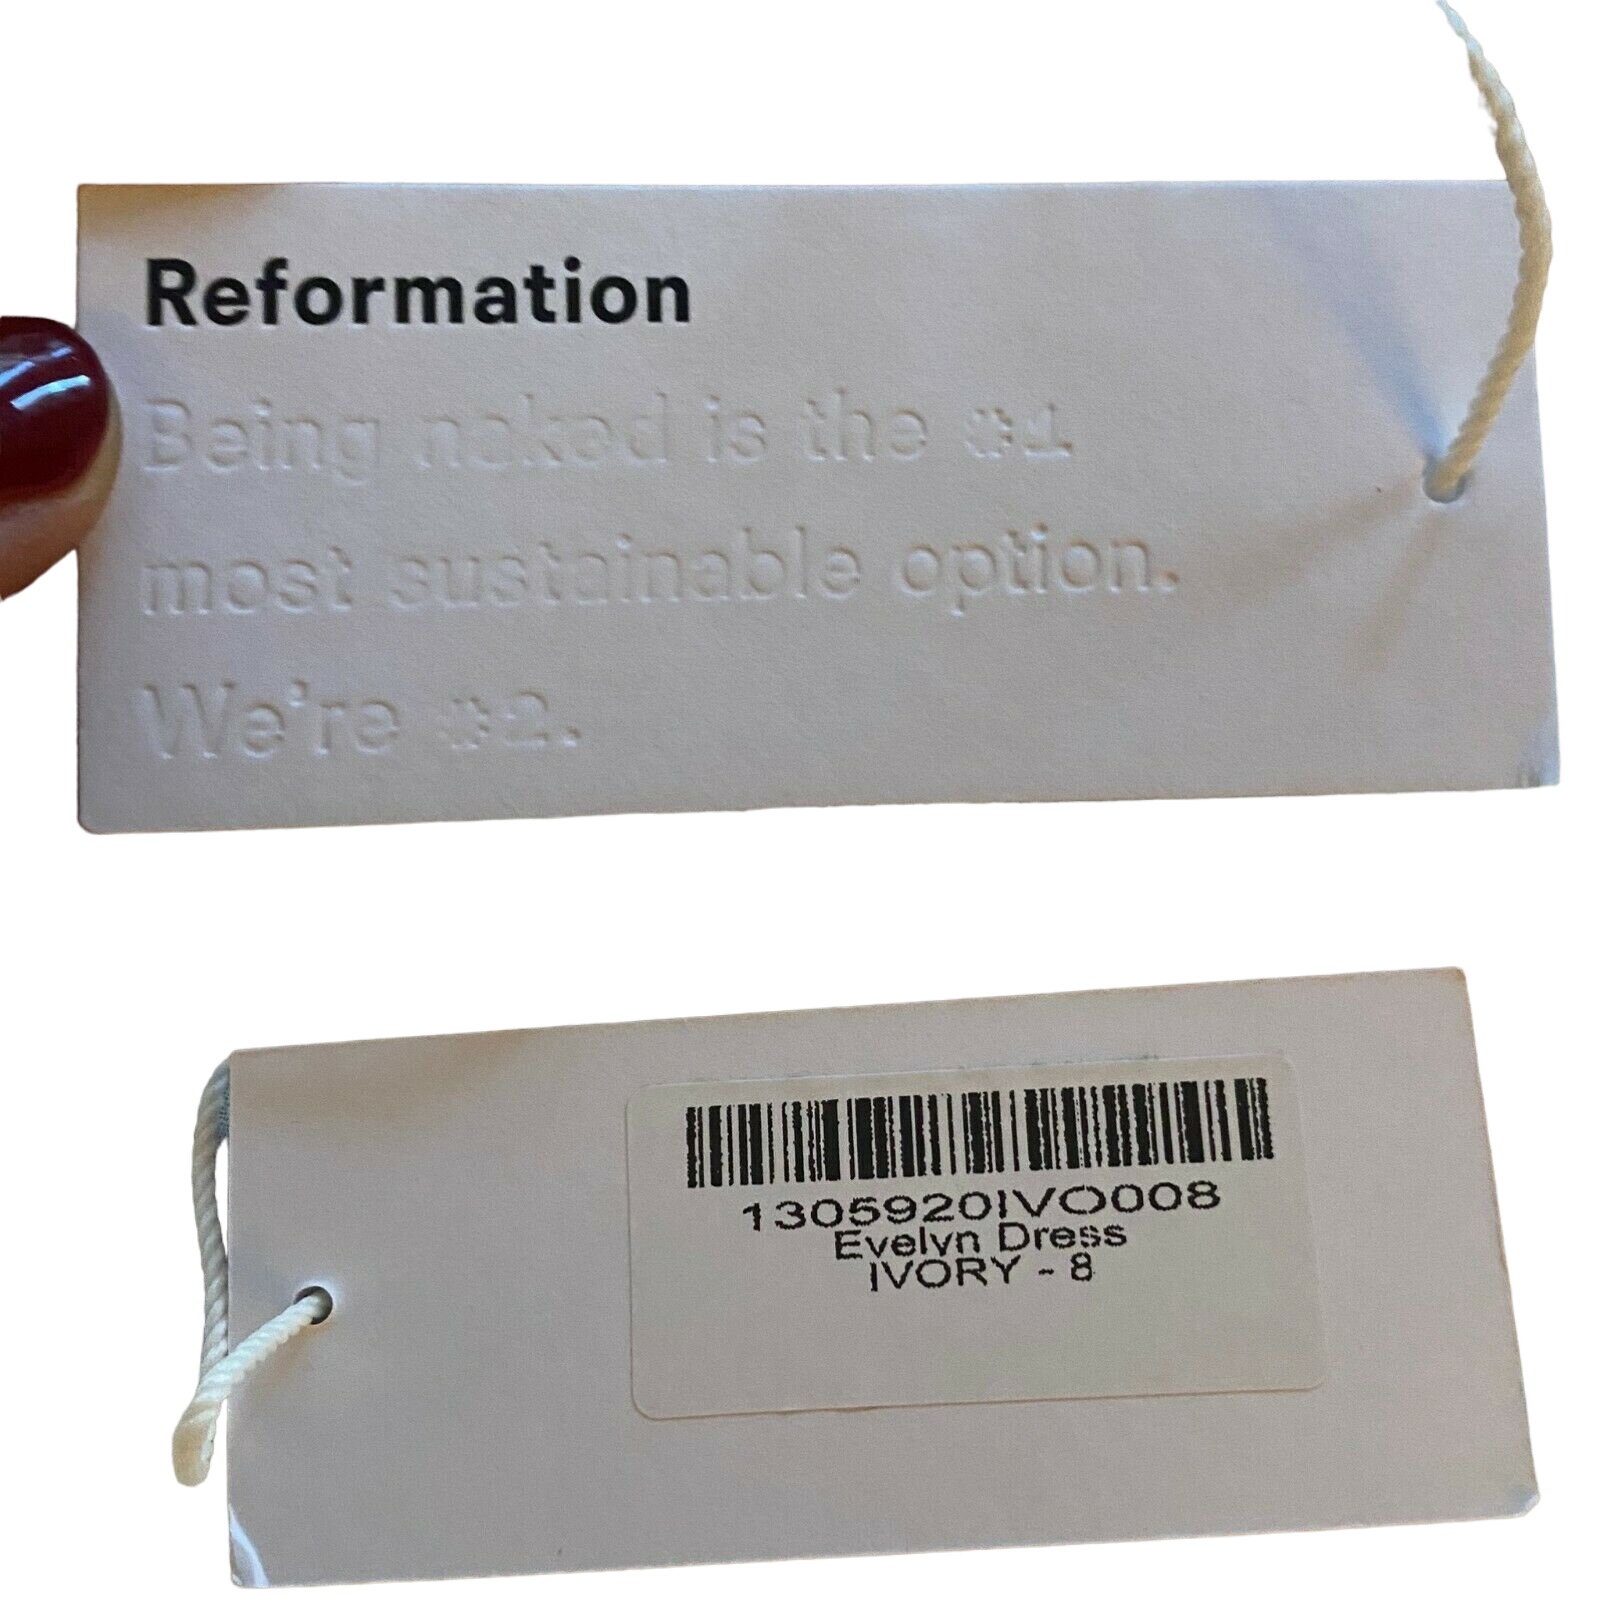 Reformation
Being naked is the #1
most sustainable option.
We're #2.
1305920IVO008
Evelyn Dress
IVORY - 8